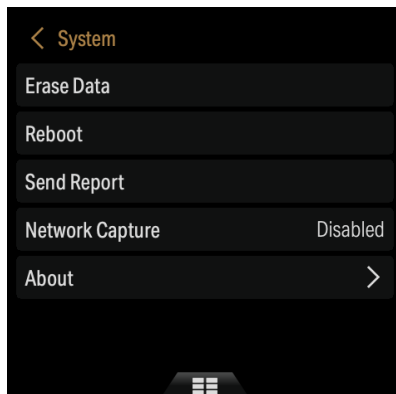 System
Erase Data
Reboot
Send Report
Network Capture Disabled
About